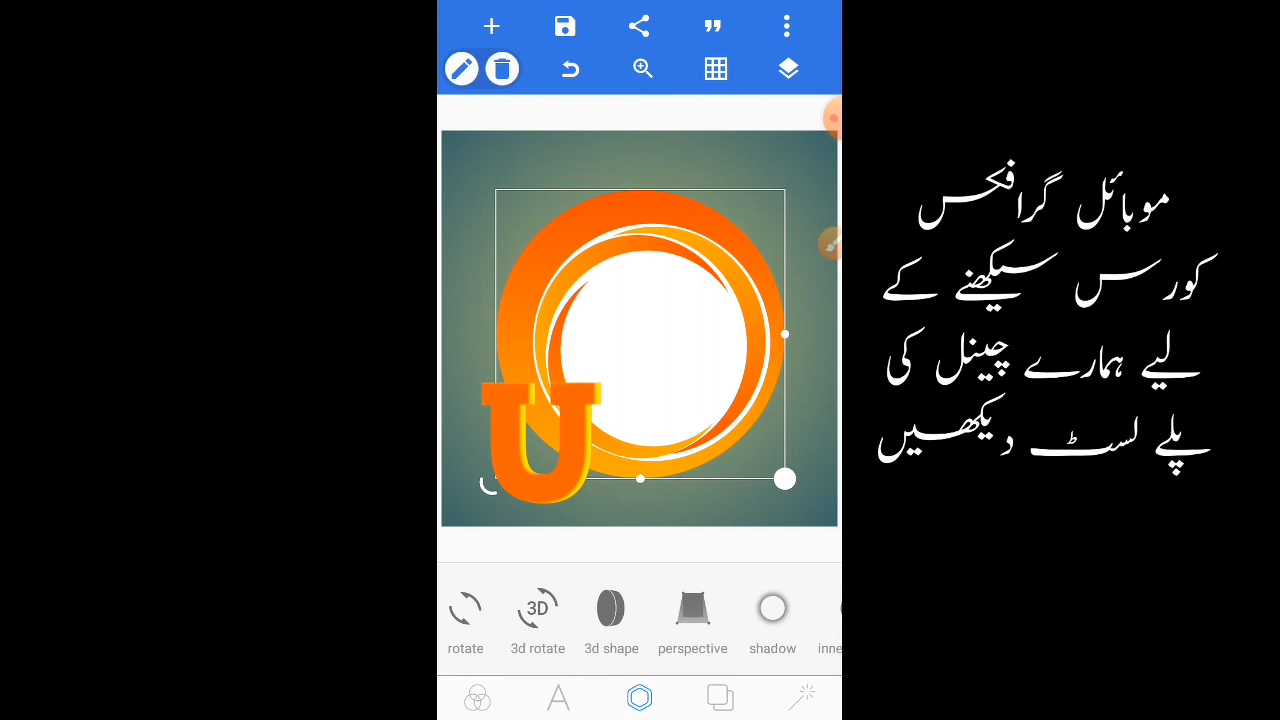 موبائل گرافکس
کورس سیکھنے کے
لیے ہمارے چینل کی
پلے لسٹ دیکھیں
U
3D
rotate 3d rotate 3d shape perspective shadow inne
A